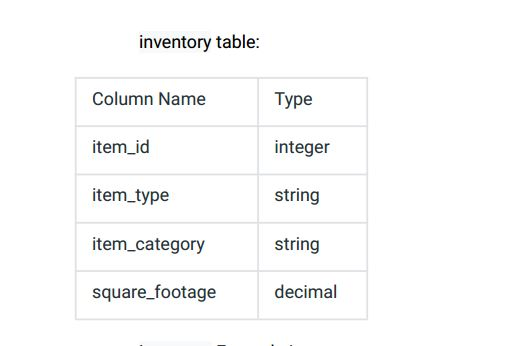 inventory table:
Column Name Type
item_id integer
item_type string
item_category string
square_footage decimal